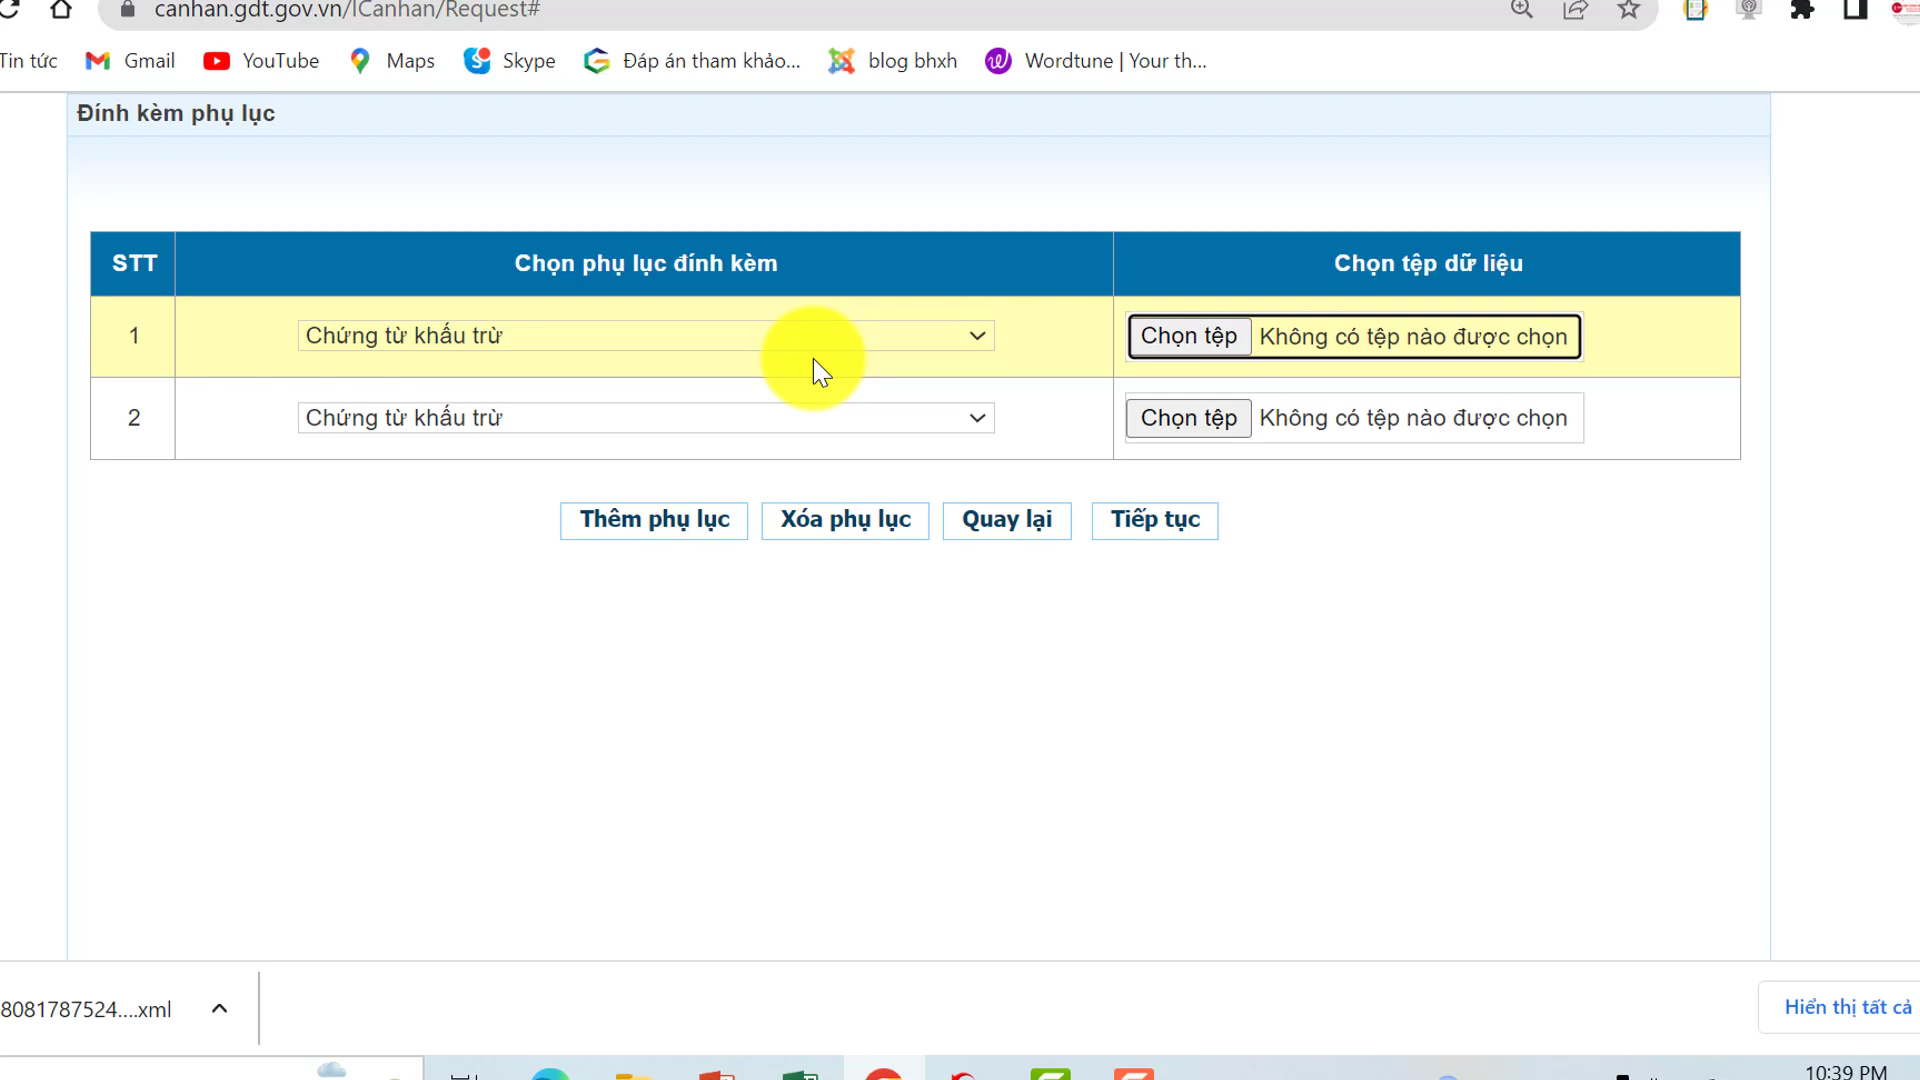 canhan.gdt.gov.vn/ICanhan/Request#
Tin tức Gmail YouTube Maps Skype Đáp án tham khảo... blog bhxh Wordtune | Your th...
Đính kèm phụ lục
STT Chọn phụ lục đính kèm Chọn tệp dữ liệu
1 Chứng từ khấu trừ Chọn tệp Không có tệp nào được chọn
2 Chứng từ khấu trừ Chọn tệp Không có tệp nào được chọn
Thêm phụ lục Xóa phụ lục Quay lại Tiếp tục
8081787524....xml Hiển thị tất cả
10:39 PM